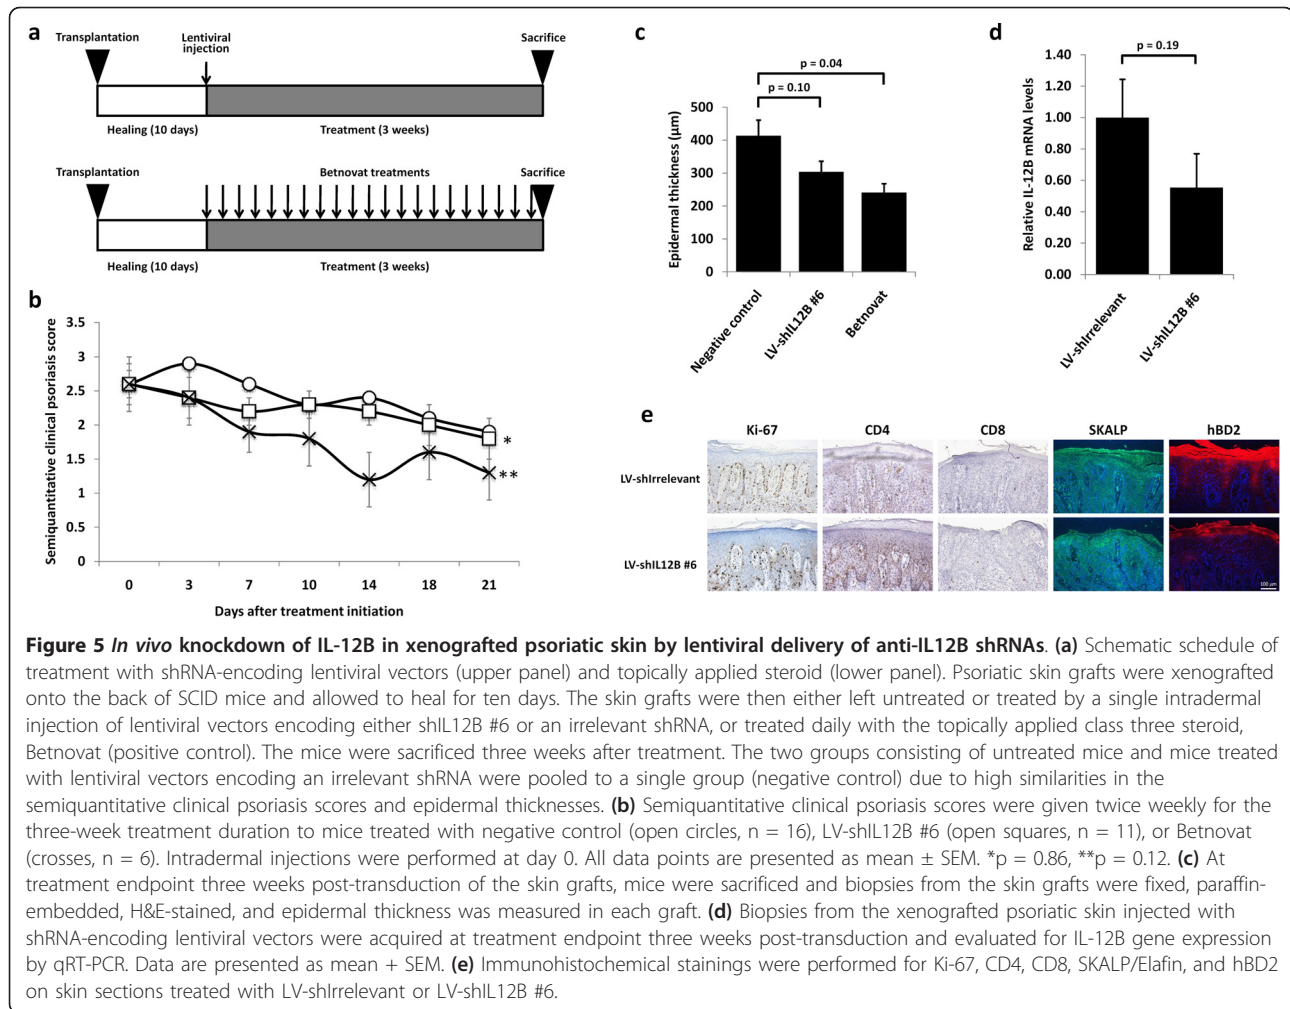 a
Transplantation
Lentiviral
injection
Sacrifice
Healing (10 days)
Treatment (3 weeks)
Transplantation
Betnovat treatments
Sacrifice
Healing (10 days)
Treatment (3 weeks)
b
Semiquantitative clinical psoriasis score
3.5
3
2.5
2
1.5
1
0.5
0
*
**
0 3 7 10 14 18 21
Days after treatment initiation
c
p = 0.04
p = 0.10
Epidermal thickness (µm)
500
400
300
200
100
0
Negative control
LV-shIL12B #6
Betnovat
d
p = 0.19
Relative IL-12B mRNA levels
1.40
1.20
1.00
0.80
0.60
0.40
0.20
0.00
LV-shIrrelevant
LV-shIL12B #6
e
Ki-67 CD4 CD8 SKALP hBD2
LV-shIrrelevant
LV-shIL12B #6
100 µm
Figure 5 In vivo knockdown of IL-12B in xenografted psoriatic skin by lentiviral delivery of anti-IL12B shRNAs. (a) Schematic schedule of
treatment with shRNA-encoding lentiviral vectors (upper panel) and topically applied steroid (lower panel). Psoriatic skin grafts were xenografted
onto the back of SCID mice and allowed to heal for ten days. The skin grafts were then either left untreated or treated by a single intradermal
injection of lentiviral vectors encoding either shIL12B #6 or an irrelevant shRNA, or treated daily with the topically applied class three steroid,
Betnovat (positive control). The mice were sacrificed three weeks after treatment. The two groups consisting of untreated mice and mice treated
with lentiviral vectors encoding an irrelevant shRNA were pooled to a single group (negative control) due to high similarities in the
semiquantitative clinical psoriasis scores and epidermal thicknesses. (b) Semiquantitative clinical psoriasis scores were given twice weekly for the
three-week treatment duration to mice treated with negative control (open circles, n = 16), LV-shIL12B #6 (open squares, n = 11), or Betnovat
(crosses, n = 6). Intradermal injections were performed at day 0. All data points are presented as mean ± SEM. *p = 0.86, **p = 0.12. (c) At
treatment endpoint three weeks post-transduction of the skin grafts, mice were sacrificed and biopsies from the skin grafts were fixed, paraffin-
embedded, H&E-stained, and epidermal thickness was measured in each graft. (d) Biopsies from the xenografted psoriatic skin injected with
shRNA-encoding lentiviral vectors were acquired at treatment endpoint three weeks post-transduction and evaluated for IL-12B gene expression
by qRT-PCR. Data are presented as mean + SEM. (e) Immunohistochemical stainings were performed for Ki-67, CD4, CD8, SKALP/Elafin, and hBD2
on skin sections treated with LV-shIrrelevant or LV-shIL12B #6.